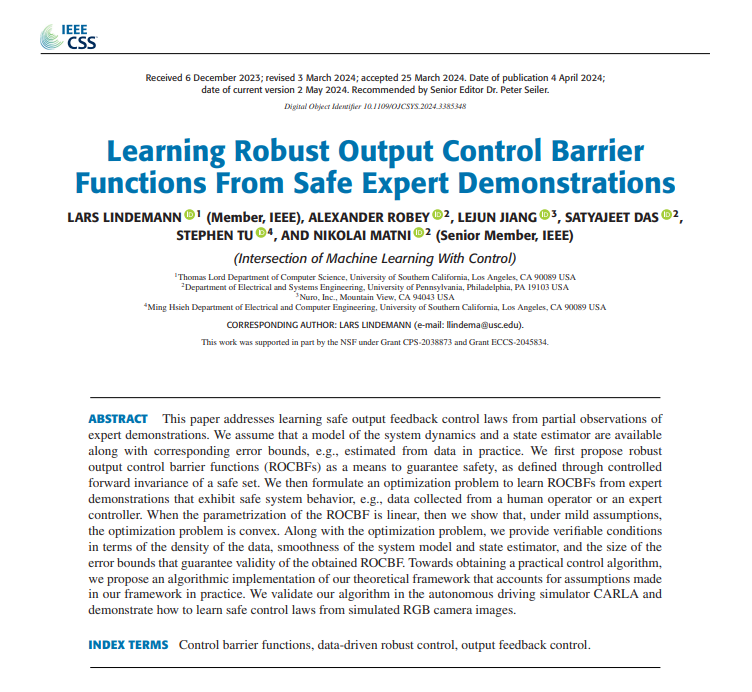 IEEE
CSS
Received 6 December 2023; revised 3 March 2024; accepted 25 March 2024. Date of publication 4 April 2024;
date of current version 2 May 2024. Recommended by Senior Editor Dr. Peter Seiler.
Digital Object Identifier 10.1109/OJCSYS.2024.3385348
Learning Robust Output Control Barrier
Functions From Safe Expert Demonstrations
LARS LINDEMANN iD 1 (Member, IEEE), ALEXANDER ROBEY iD 2, LEJUN JIANG iD 3, SATYAJEET DAS iD 2,
STEPHEN TU iD 4, AND NIKOLAI MATNI iD 2 (Senior Member, IEEE)
(Intersection of Machine Learning With Control)
1Thomas Lord Department of Computer Science, University of Southern California, Los Angeles, CA 90089 USA
2Department of Electrical and Systems Engineering, University of Pennsylvania, Philadelphia, PA 19103 USA
3Nuro, Inc., Mountain View, CA 94043 USA
4Ming Hsieh Department of Electrical and Computer Engineering, University of Southern California, Los Angeles, CA 90089 USA
CORRESPONDING AUTHOR: LARS LINDEMANN (e-mail: llindema@usc.edu).
This work was supported in part by the NSF under Grant CPS-2038873 and Grant ECCS-2045834.
ABSTRACT This paper addresses learning safe output feedback control laws from partial observations of
expert demonstrations. We assume that a model of the system dynamics and a state estimator are available
along with corresponding error bounds, e.g., estimated from data in practice. We first propose robust
output control barrier functions (ROCBFs) as a means to guarantee safety, as defined through controlled
forward invariance of a safe set. We then formulate an optimization problem to learn ROCBFs from expert
demonstrations that exhibit safe system behavior, e.g., data collected from a human operator or an expert
controller. When the parametrization of the ROCBF is linear, then we show that, under mild assumptions,
the optimization problem is convex. Along with the optimization problem, we provide verifiable conditions
in terms of the density of the data, smoothness of the system model and state estimator, and the size of the
error bounds that guarantee validity of the obtained ROCBF. Towards obtaining a practical control algorithm,
we propose an algorithmic implementation of our theoretical framework that accounts for assumptions made
in our framework in practice. We validate our algorithm in the autonomous driving simulator CARLA and
demonstrate how to learn safe control laws from simulated RGB camera images.
INDEX TERMS Control barrier functions, data-driven robust control, output feedback control.